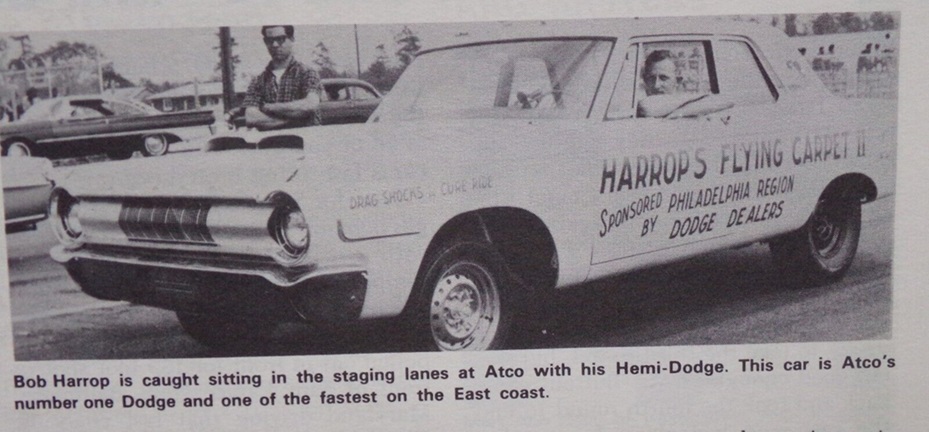 DRAG SHOCKS .. CURE RIDE
HARROP'S FLYING CARPET II
SPONSORED PHILADELPHIA REGION
BY DODGE DEALERS
Bob Harrop is caught sitting in the staging lanes at Atco with his Hemi-Dodge. This car is Atco's
number one Dodge and one of the fastest on the East coast.